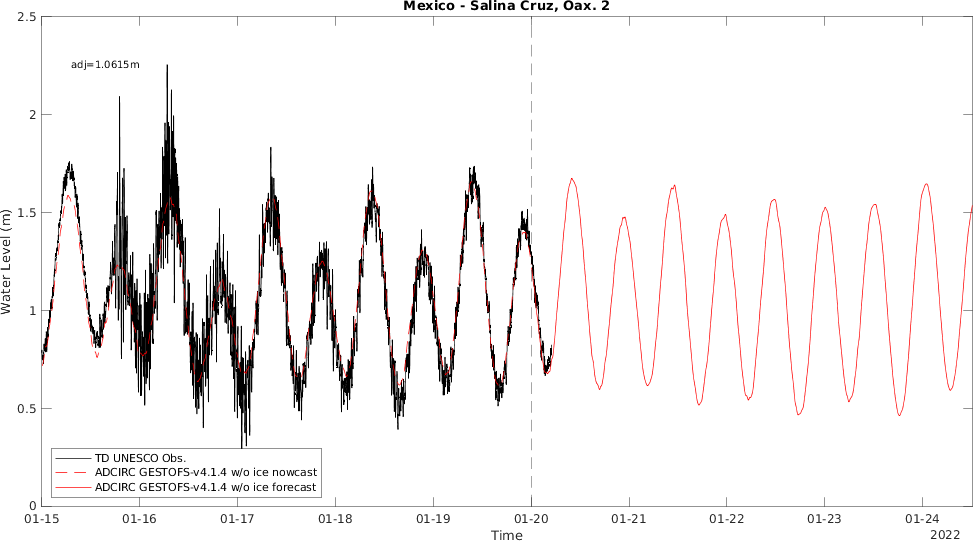 Mexico - Salina Cruz, Oax. 2
2.5
adj=1.0615m
2
1.5
Water Level (m)
1
0.5
TD UNESCO Obs.
ADCIRC GESTOFS-v4.1.4 w/o ice nowcast
ADCIRC GESTOFS-v4.1.4 w/o ice forecast
0
01-15 01-16 01-17 01-18 01-19 01-20 01-21 01-22 01-23 01-24
Time
2022